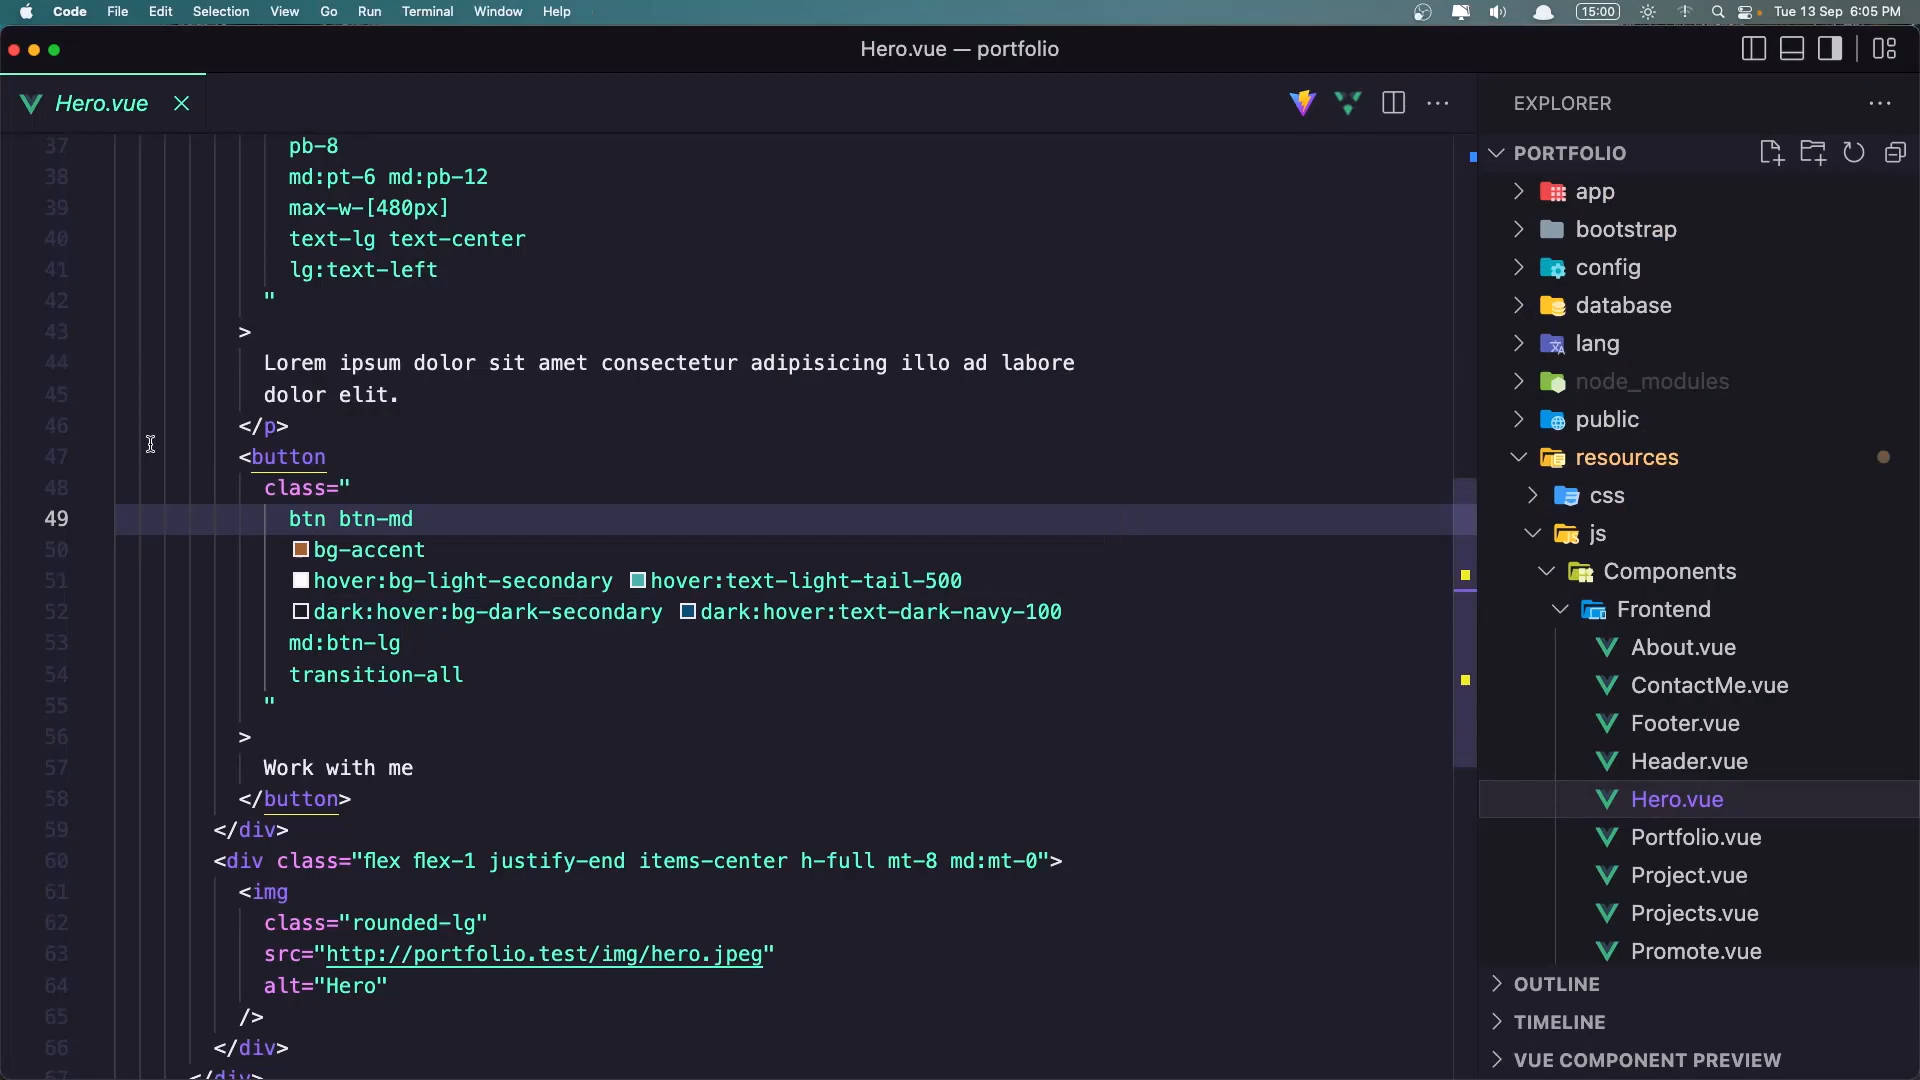 Code File Edit Selection View Go Run Terminal Window Help 15:00 Tue 13 Sep 6:05 PM
Hero.vue — portfolio
Hero.vue
37 pb-8
38 md:pt-6 md:pb-12
39 max-w-[480px]
40 text-lg text-center
41 lg:text-left
42 "
43 >
44 Lorem ipsum dolor sit amet consectetur adipisicing illo ad labore
45 dolor elit.
46 </p>
47 <button
48 class="
49 btn btn-md
50 bg-accent
51 hover:bg-light-secondary hover:text-light-tail-500
52 dark:hover:bg-dark-secondary dark:hover:text-dark-navy-100
53 md:btn-lg
54 transition-all
55 "
56 >
57 Work with me
58 </button>
59 </div>
60 <div class="flex flex-1 justify-end items-center h-full mt-8 md:mt-0">
61 <img
62 class="rounded-lg"
63 src="http://portfolio.test/img/hero.jpeg"
64 alt="Hero"
65 />
66 </div>
67 </div>
EXPLORER
PORTFOLIO
app
bootstrap
config
database
lang
node_modules
public
resources
css
js
Components
Frontend
About.vue
ContactMe.vue
Footer.vue
Header.vue
Hero.vue
Portfolio.vue
Project.vue
Projects.vue
Promote.vue
OUTLINE
TIMELINE
VUE COMPONENT PREVIEW